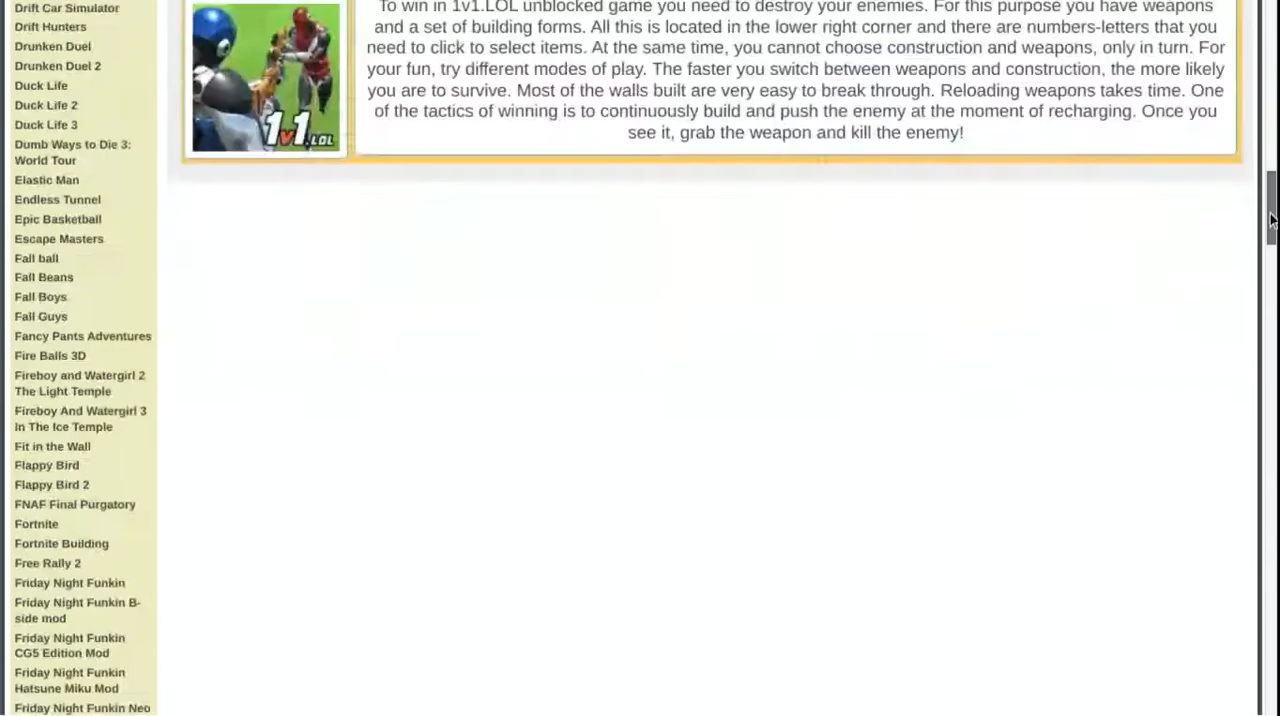 Drift Car Simulator
Drift Hunters
Drunken Duel
Drunken Duel 2
Duck Life
Duck Life 2
Duck Life 3
Dumb Ways to Die 3:
World Tour
Elastic Man
Endless Tunnel
Epic Basketball
Escape Masters
Fall ball
Fall Beans
Fall Boys
Fall Guys
Fancy Pants Adventures
Fire Balls 3D
Fireboy and Watergirl 2
The Light Temple
Fireboy And Watergirl 3
In The Ice Temple
Fit in the Wall
Flappy Bird
Flappy Bird 2
FNAF Final Purgatory
Fortnite
Fortnite Building
Free Rally 2
Friday Night Funkin
Friday Night Funkin B-
side mod
Friday Night Funkin
CG5 Edition Mod
Friday Night Funkin
Hatsune Miku Mod
Friday Night Funkin Neo
1v1.LOL
To win in 1v1.LOL unblocked game you need to destroy your enemies. For this purpose you have weapons
and a set of building forms. All this is located in the lower right corner and there are numbers-letters that you
need to click to select items. At the same time, you cannot choose construction and weapons, only in turn. For
your fun, try different modes of play. The faster you switch between weapons and construction, the more likely
you are to survive. Most of the walls built are very easy to break through. Reloading weapons takes time. One
of the tactics of winning is to continuously build and push the enemy at the moment of recharging. Once you
see it, grab the weapon and kill the enemy!